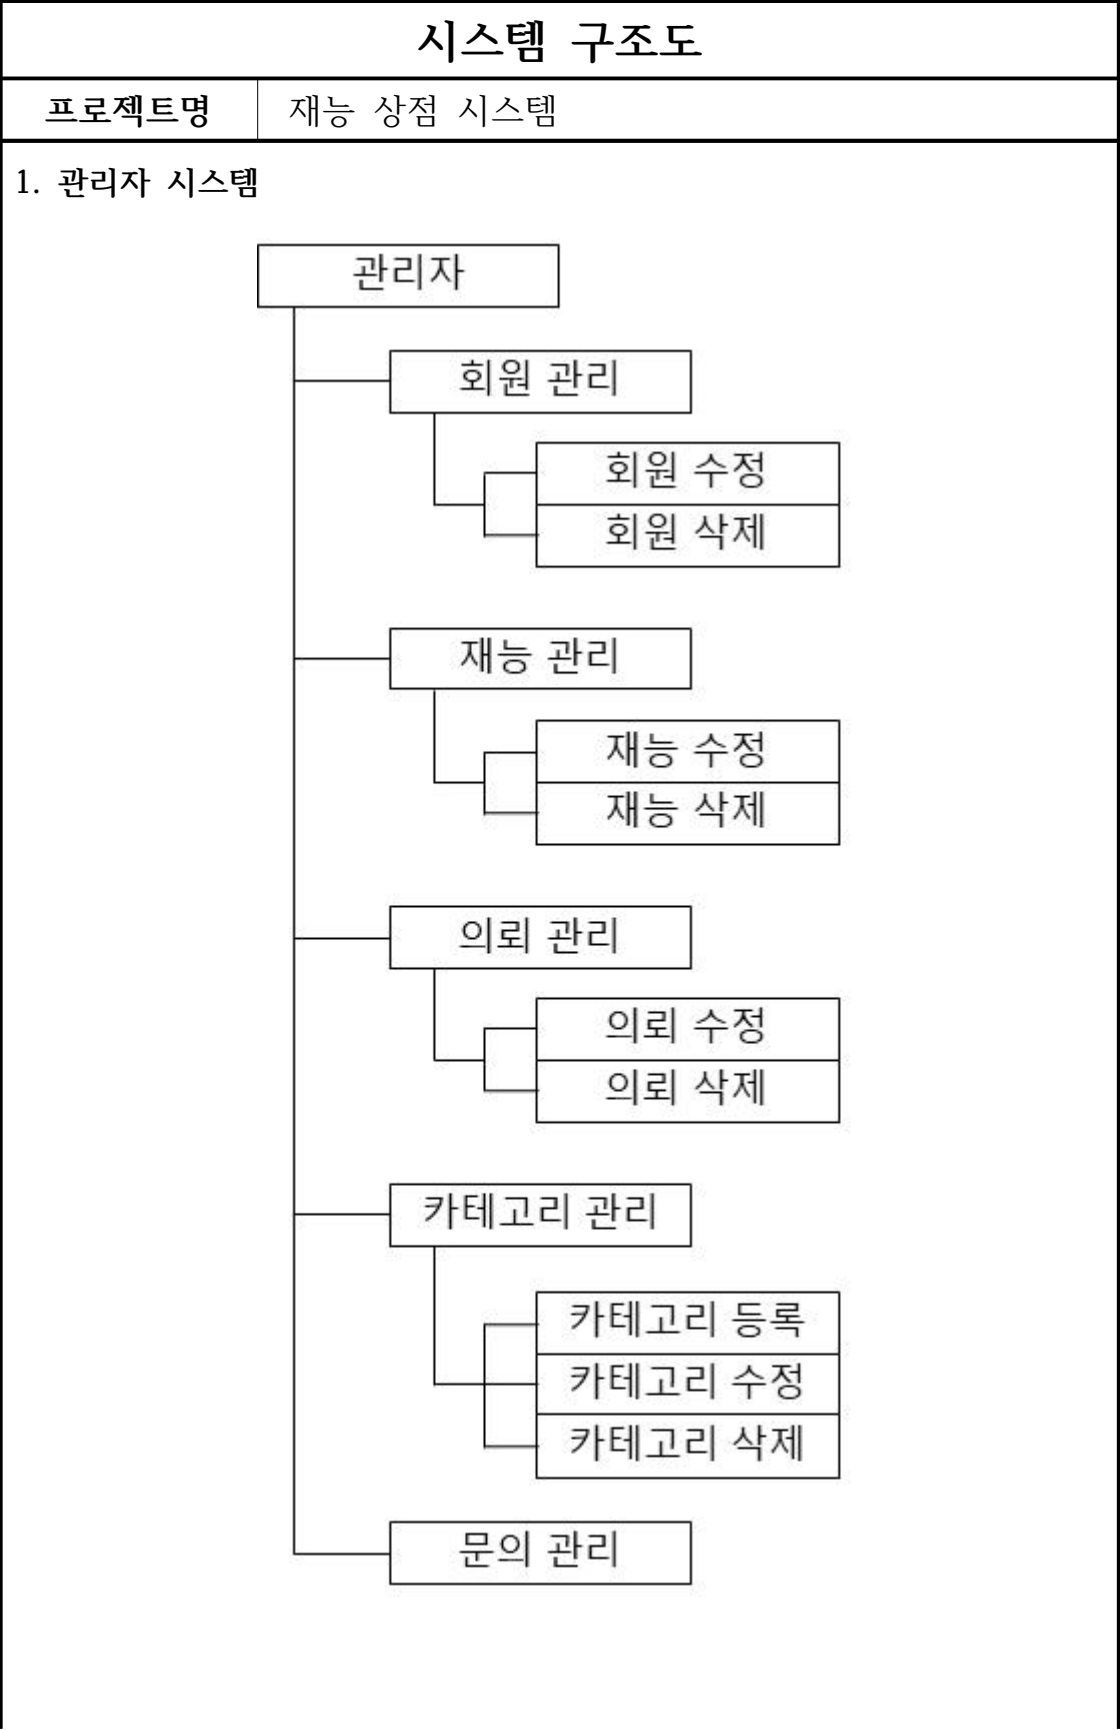 시스템 구조도
프로젝트명 재능 상점 시스템
1. 관리자 시스템
관리자
회원 관리
회원 수정
회원 삭제
재능 관리
재능 수정
재능 삭제
의뢰 관리
의뢰 수정
의뢰 삭제
카테고리 관리
카테고리 등록
카테고리 수정
카테고리 삭제
문의 관리